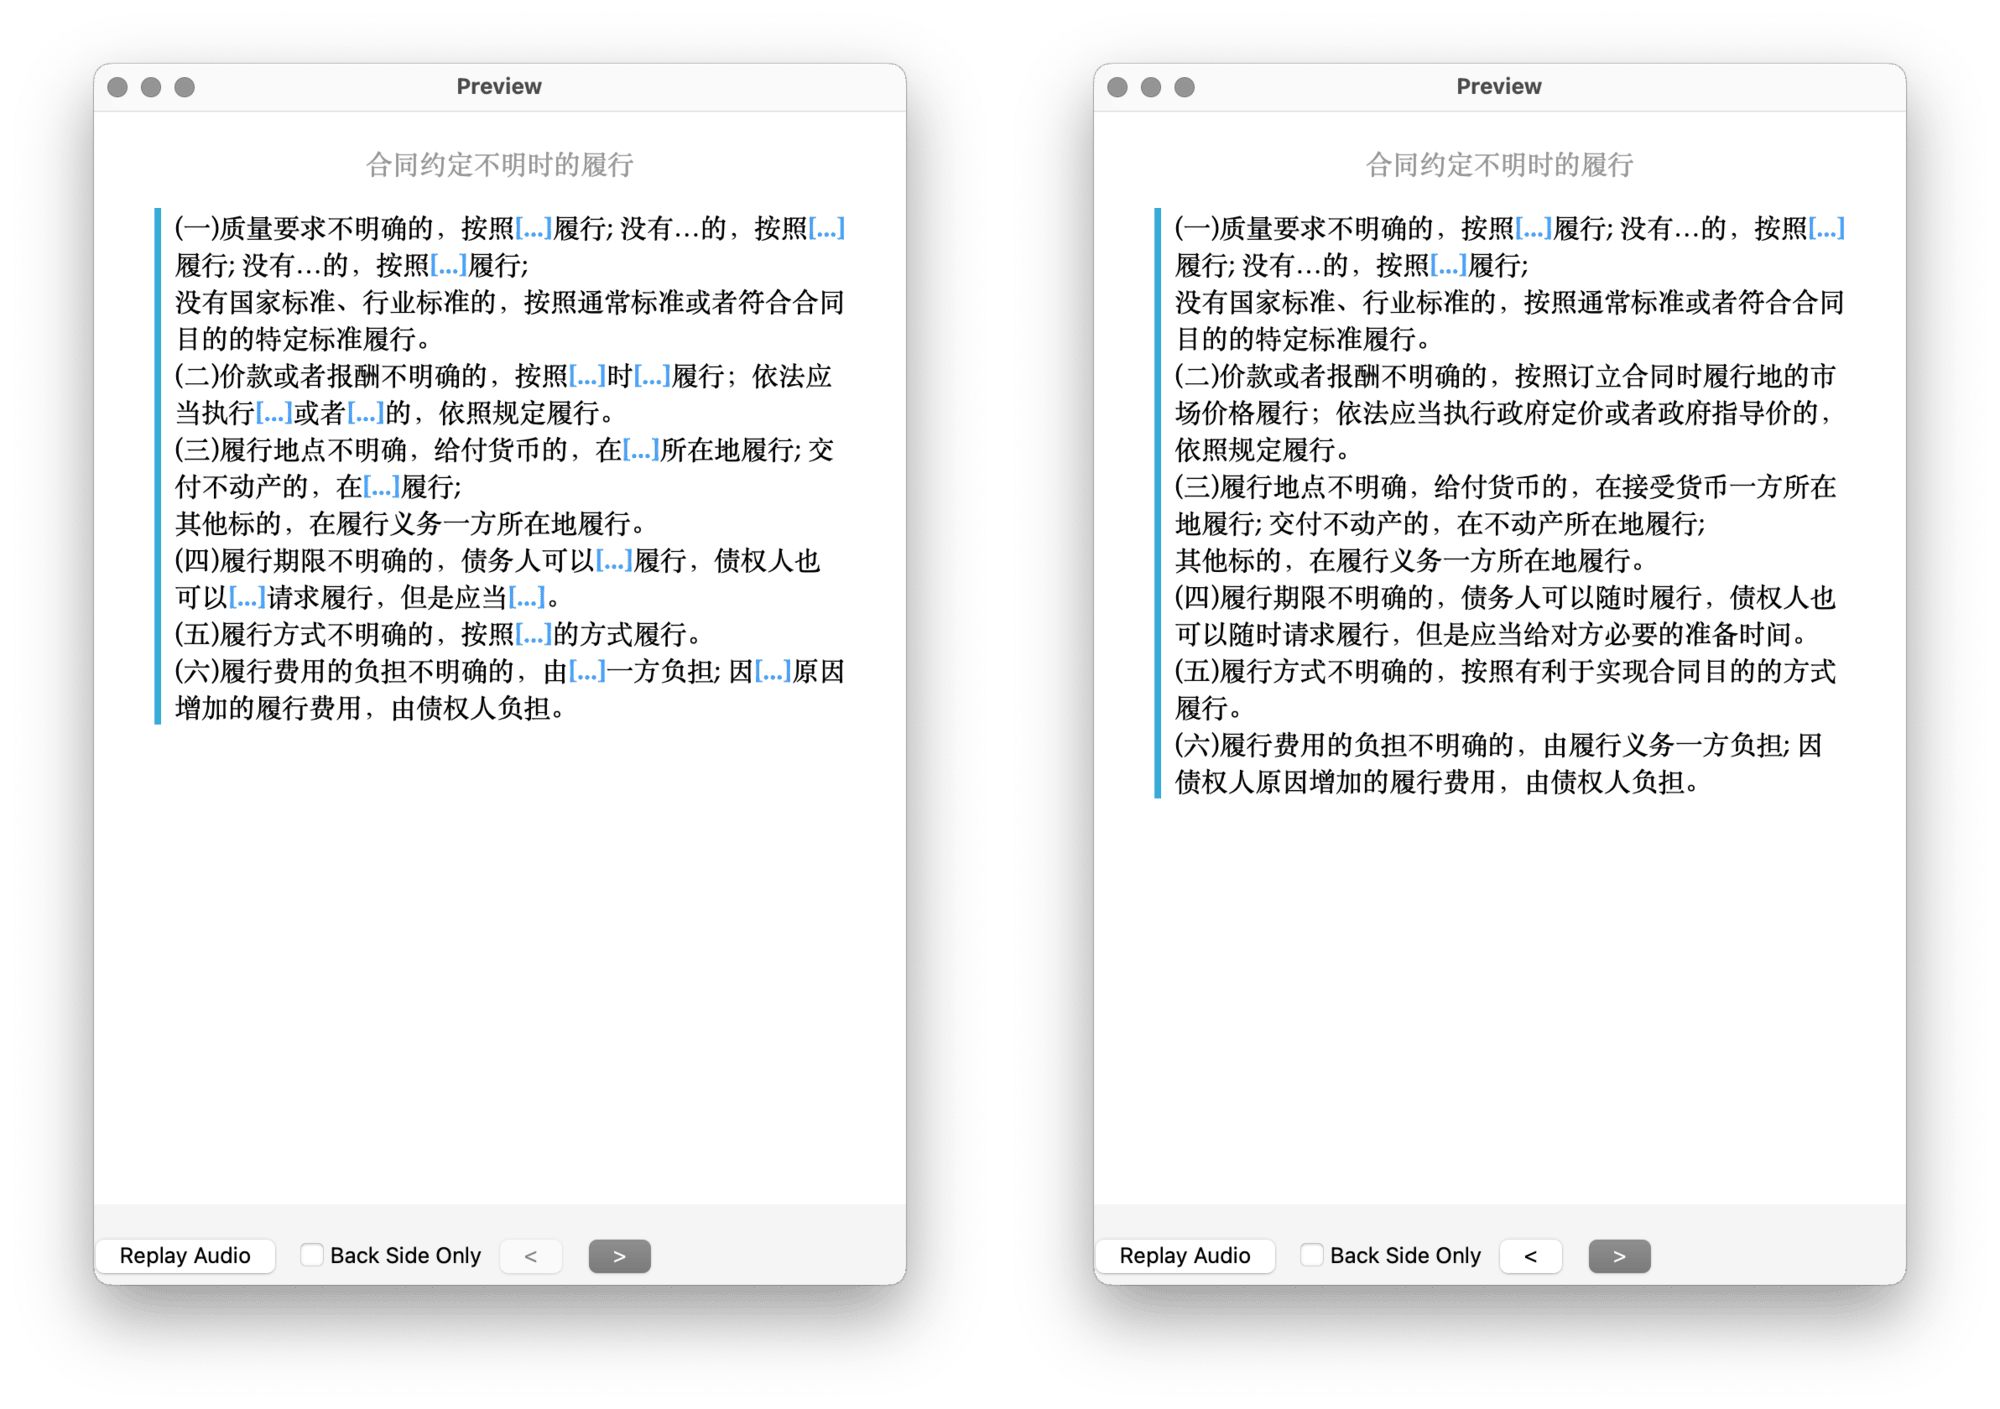 Preview
合同约定不明时的履行
(一)质量要求不明确的，按照[...]履行; 没有...的，按照[...]
履行; 没有...的，按照[...]履行;
没有国家标准、行业标准的，按照通常标准或者符合合同
目的的特定标准履行。
(二)价款或者报酬不明确的，按照[...]时[...]履行；依法应
当执行[...]或者[...]的，依照规定履行。
(三)履行地点不明确，给付货币的，在[...]所在地履行; 交
付不动产的，在[...]履行;
其他标的，在履行义务一方所在地履行。
(四)履行期限不明确的，债务人可以[...]履行，债权人也
可以[...]请求履行，但是应当[...]。
(五)履行方式不明确的，按照[...]的方式履行。
(六)履行费用的负担不明确的，由[...]一方负担; 因[...]原因
增加的履行费用，由债权人负担。
Replay Audio Back Side Only < >
Preview
合同约定不明时的履行
(一)质量要求不明确的，按照[...]履行; 没有...的，按照[...]
履行; 没有...的，按照[...]履行;
没有国家标准、行业标准的，按照通常标准或者符合合同
目的的特定标准履行。
(二)价款或者报酬不明确的，按照订立合同时履行地的市
场价格履行；依法应当执行政府定价或者政府指导价的，
依照规定履行。
(三)履行地点不明确，给付货币的，在接受货币一方所在
地履行; 交付不动产的，在不动产所在地履行;
其他标的，在履行义务一方所在地履行。
(四)履行期限不明确的，债务人可以随时履行，债权人也
可以随时请求履行，但是应当给对方必要的准备时间。
(五)履行方式不明确的，按照有利于实现合同目的的方式
履行。
(六)履行费用的负担不明确的，由履行义务一方负担; 因
债权人原因增加的履行费用，由债权人负担。
Replay Audio Back Side Only < >